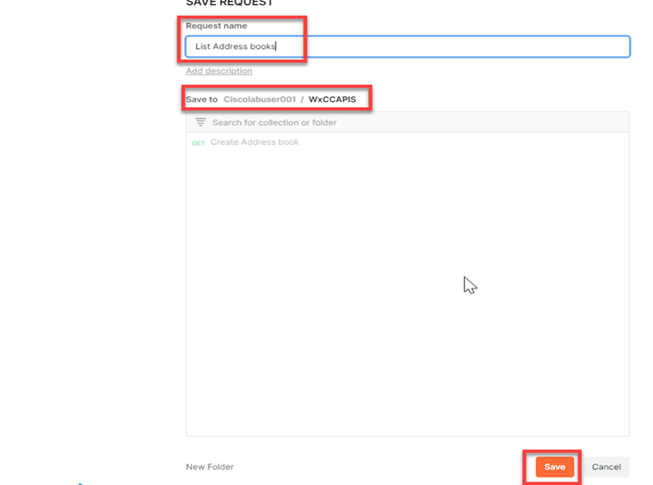 SAVE REQUEST
Request name
List Address books
Add description
Save to Ciscolabuser001 / WxCCAPIS
Search for collection or folder
GET Create Address book
New Folder
Save
Cancel